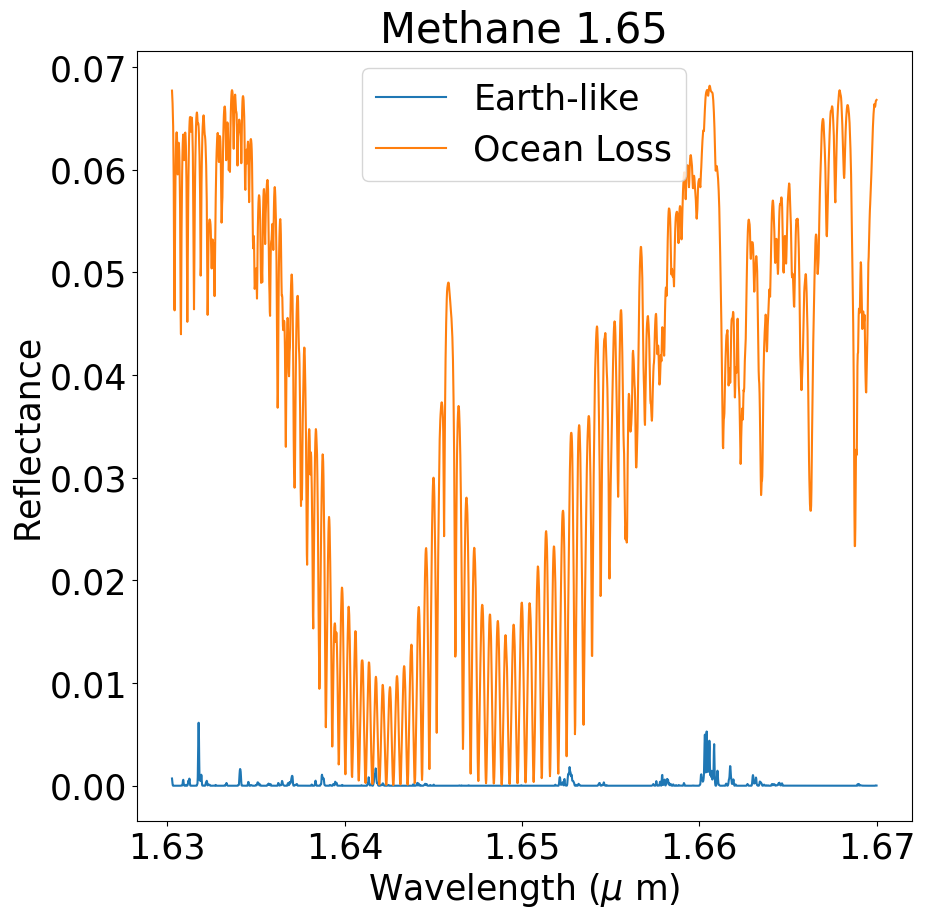 Methane 1.65
Earth-like
Ocean Loss
Reflectance
0.07
0.06
0.05
0.04
0.03
0.02
0.01
0.00
1.63 1.64 1.65 1.66 1.67
Wavelength (μ m)